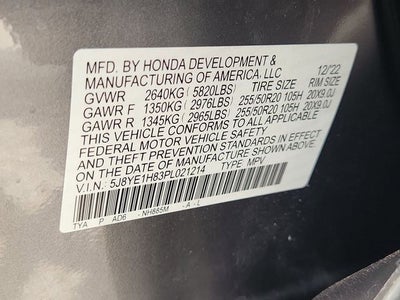 MFD. BY HONDA DEVELOPMENT &
MANUFACTURING OF AMERICA, LLC 12/22
GVWR 2640KG (5820LBS) TIRE SIZE RIM SIZE
GAWR F 1350KG (2976LBS) 255/50R20 105H 20X9.0J
GAWR R 1345KG (2965LBS) 255/50R20 105H 20X9.0J
THIS VEHICLE CONFORMS TO ALL APPLICABLE
FEDERAL MOTOR VEHICLE SAFETY, BUMPER,
AND THEFT PREVENTION STANDARDS IN EFFECT ON
THE DATE OF MANUFACTURE SHOWN ABOVE.
V.I.N.: 5J8YE1H83PL021214 TYPE: MPV
TYA P AD6 -NH885M -A -L